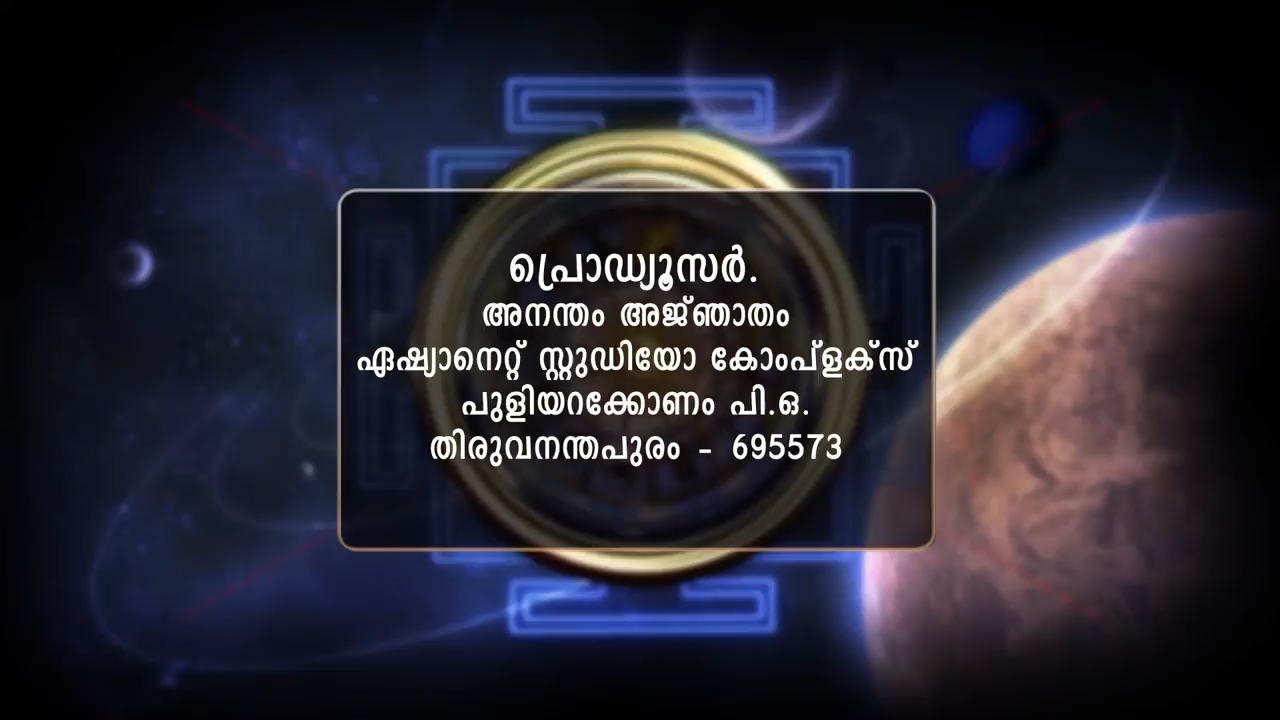 പ്രൊഡ്യൂസർ.
അനന്തം അജ്ഞാതം
ഏഷ്യാനെറ്റ് സ്റ്റുഡിയോ കോംപ്ളക്സ്
പുളിയറക്കോണം പി.ഒ.
തിരുവനന്തപുരം - 695573